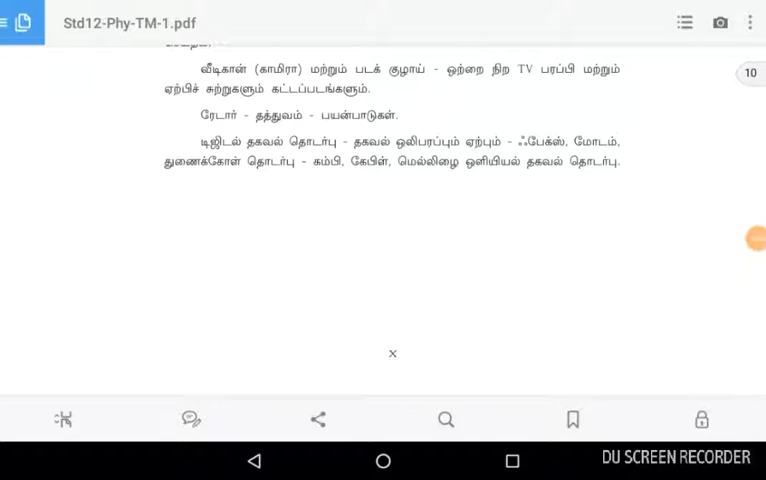 Std12-Phy-TM-1.pdf
10
வீடிகான் (காமிரா) மற்றும் படக் குழாய் - ஒற்றை நிற TV பரப்பி மற்றும்
ஏற்பிச் சுற்றுகளும் கட்டப்படங்களும்.
ரேடார் - தத்துவம் - பயன்பாடுகள்.
டிஜிடல் தகவல் தொடர்பு - தகவல் ஒலிபரப்பும் ஏற்பும் - ஃபேக்ஸ், மோடம்,
துணைக்கோள் தொடர்பு - கம்பி, கேபிள், மெல்லிழை ஒளியியல் தகவல் தொடர்பு.
x
DU SCREEN RECORDER